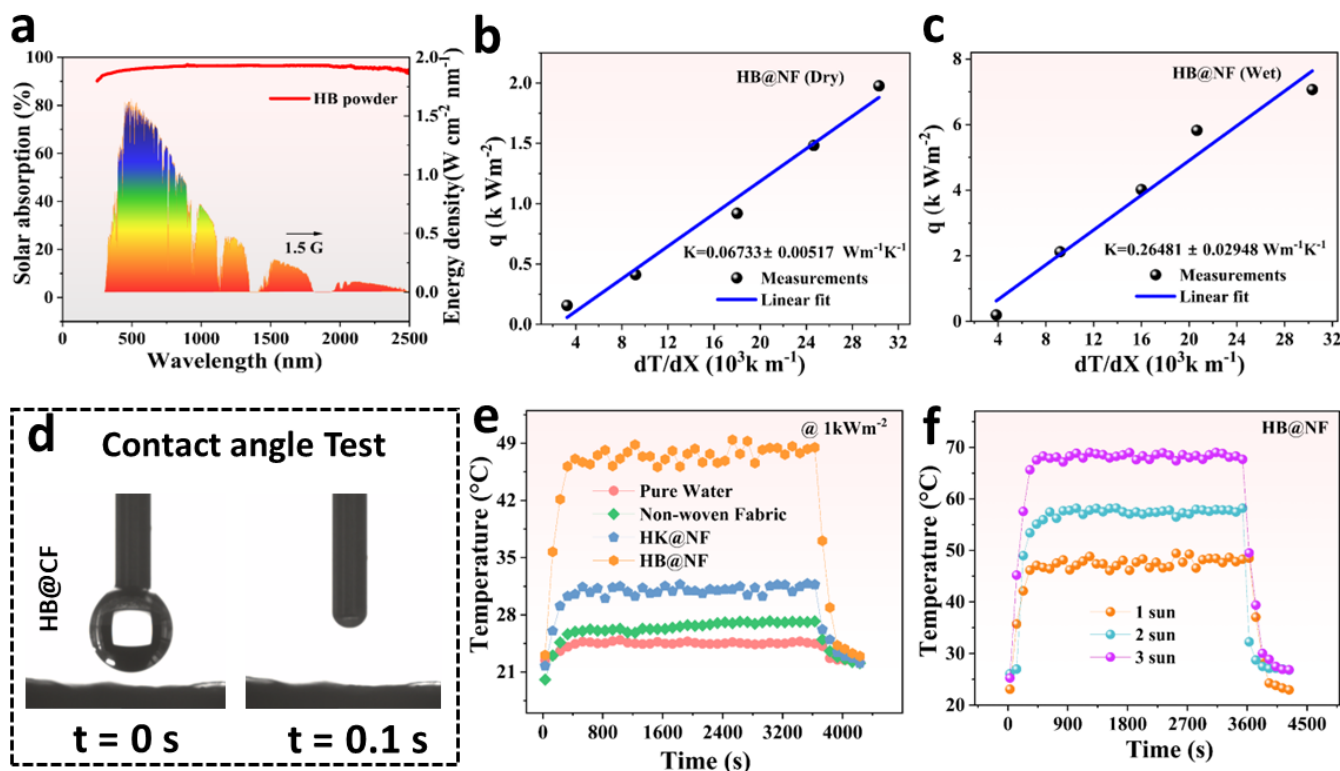 a
Solar absorption (%)
100
80
60
40
20
0
HB powder
1.5 G
2.0
1.5
1.0
0.5
0.0
Energy density(W cm⁻² nm⁻¹)
0 500 1000 1500 2000 2500
Wavelength (nm)
b
q (k Wm⁻²)
2.0
1.5
1.0
0.5
0.0
HB@NF (Dry)
K=0.06733± 0.00517 Wm⁻¹K⁻¹
Measurements
Linear fit
4 8 12 16 20 24 28 32
dT/dX (10³k m⁻¹)
c
q (k Wm⁻²)
8
6
4
2
0
HB@NF (Wet)
K=0.26481 ± 0.02948 Wm⁻¹K⁻¹
Measurements
Linear fit
4 8 12 16 20 24 28 32
dT/dX (10³k m⁻¹)
d
Contact angle Test
HB@CF
t = 0 s
t = 0.1 s
e
Temperature (°C)
49
42
35
28
21
@ 1kWm⁻²
Pure Water
Non-woven Fabric
HK@NF
HB@NF
0 800 1600 2400 3200 4000
Time (s)
f
Temperature (°C)
70
60
50
40
30
20
HB@NF
1 sun
2 sun
3 sun
0 900 1800 2700 3600 4500
Time (s)